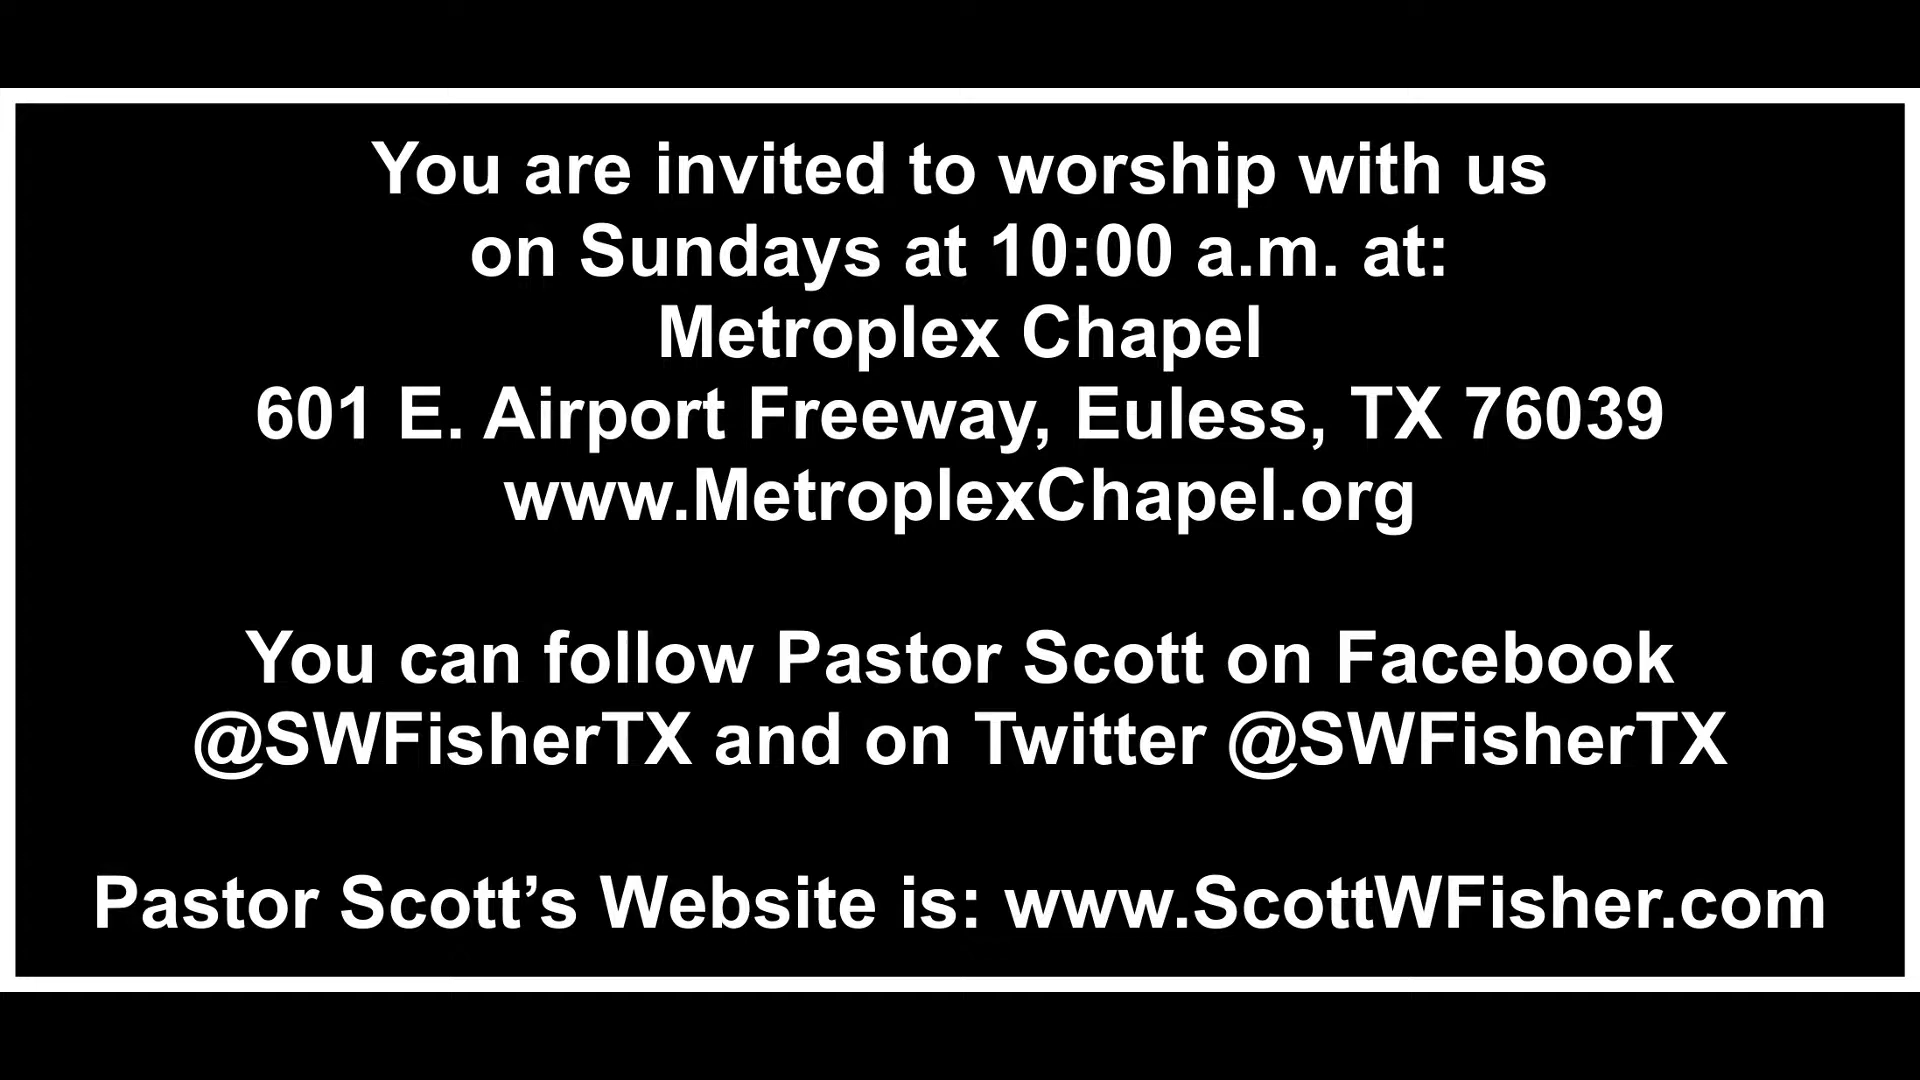 You are invited to worship with us
on Sundays at 10:00 a.m. at:
Metroplex Chapel
601 E. Airport Freeway, Euless, TX 76039
www.MetroplexChapel.org
You can follow Pastor Scott on Facebook
@SWFisherTX and on Twitter @SWFisherTX
Pastor Scott’s Website is: www.ScottWFisher.com